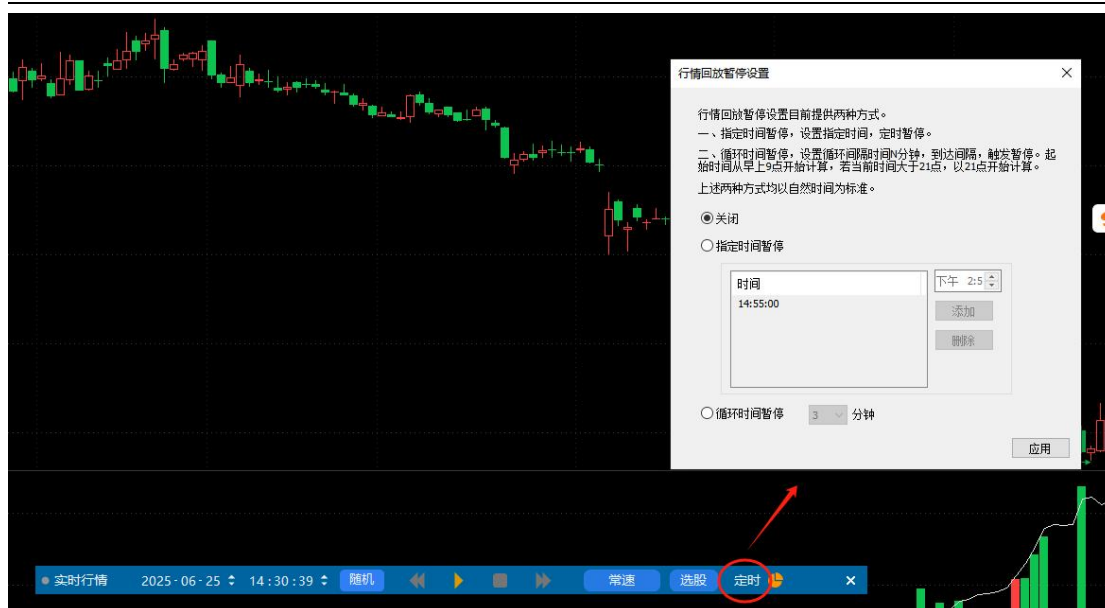 行情回放暂停设置
行情回放暂停设置目前提供两种方式。
一、指定时间暂停，设置指定时间，定时暂停。
二、循环时间暂停，设置循环间隔时间N分钟，到达间隔，触发暂停。起
始时间从早上9点开始计算，若当前时间大于21点，以21点开始计算。
上述两种方式均以自然时间为标准。
关闭
指定时间暂停
时间
下午 2:5
14:55:00
添加
删除
循环时间暂停 3 分钟
应用
实时行情 2025-06-25 14:30:39 随机 常速 选股 定时